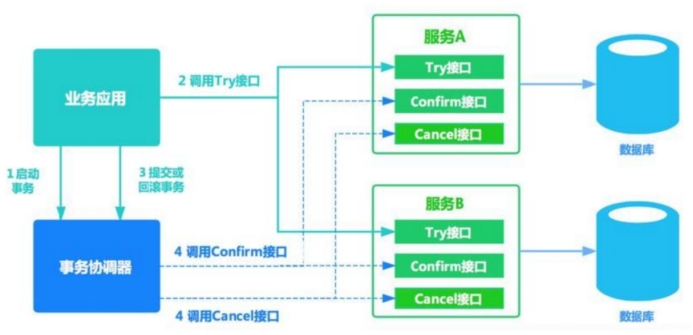 服务A
Try接口
2 调用Try接口
业务应用
Confirm接口
Cancel接口
数据库
1 启动
事务
3 提交或
回滚事务
服务B
Try接口
4 调用Confirm接口
事务协调器
Confirm接口
Cancel接口
4 调用Cancel接口
数据库